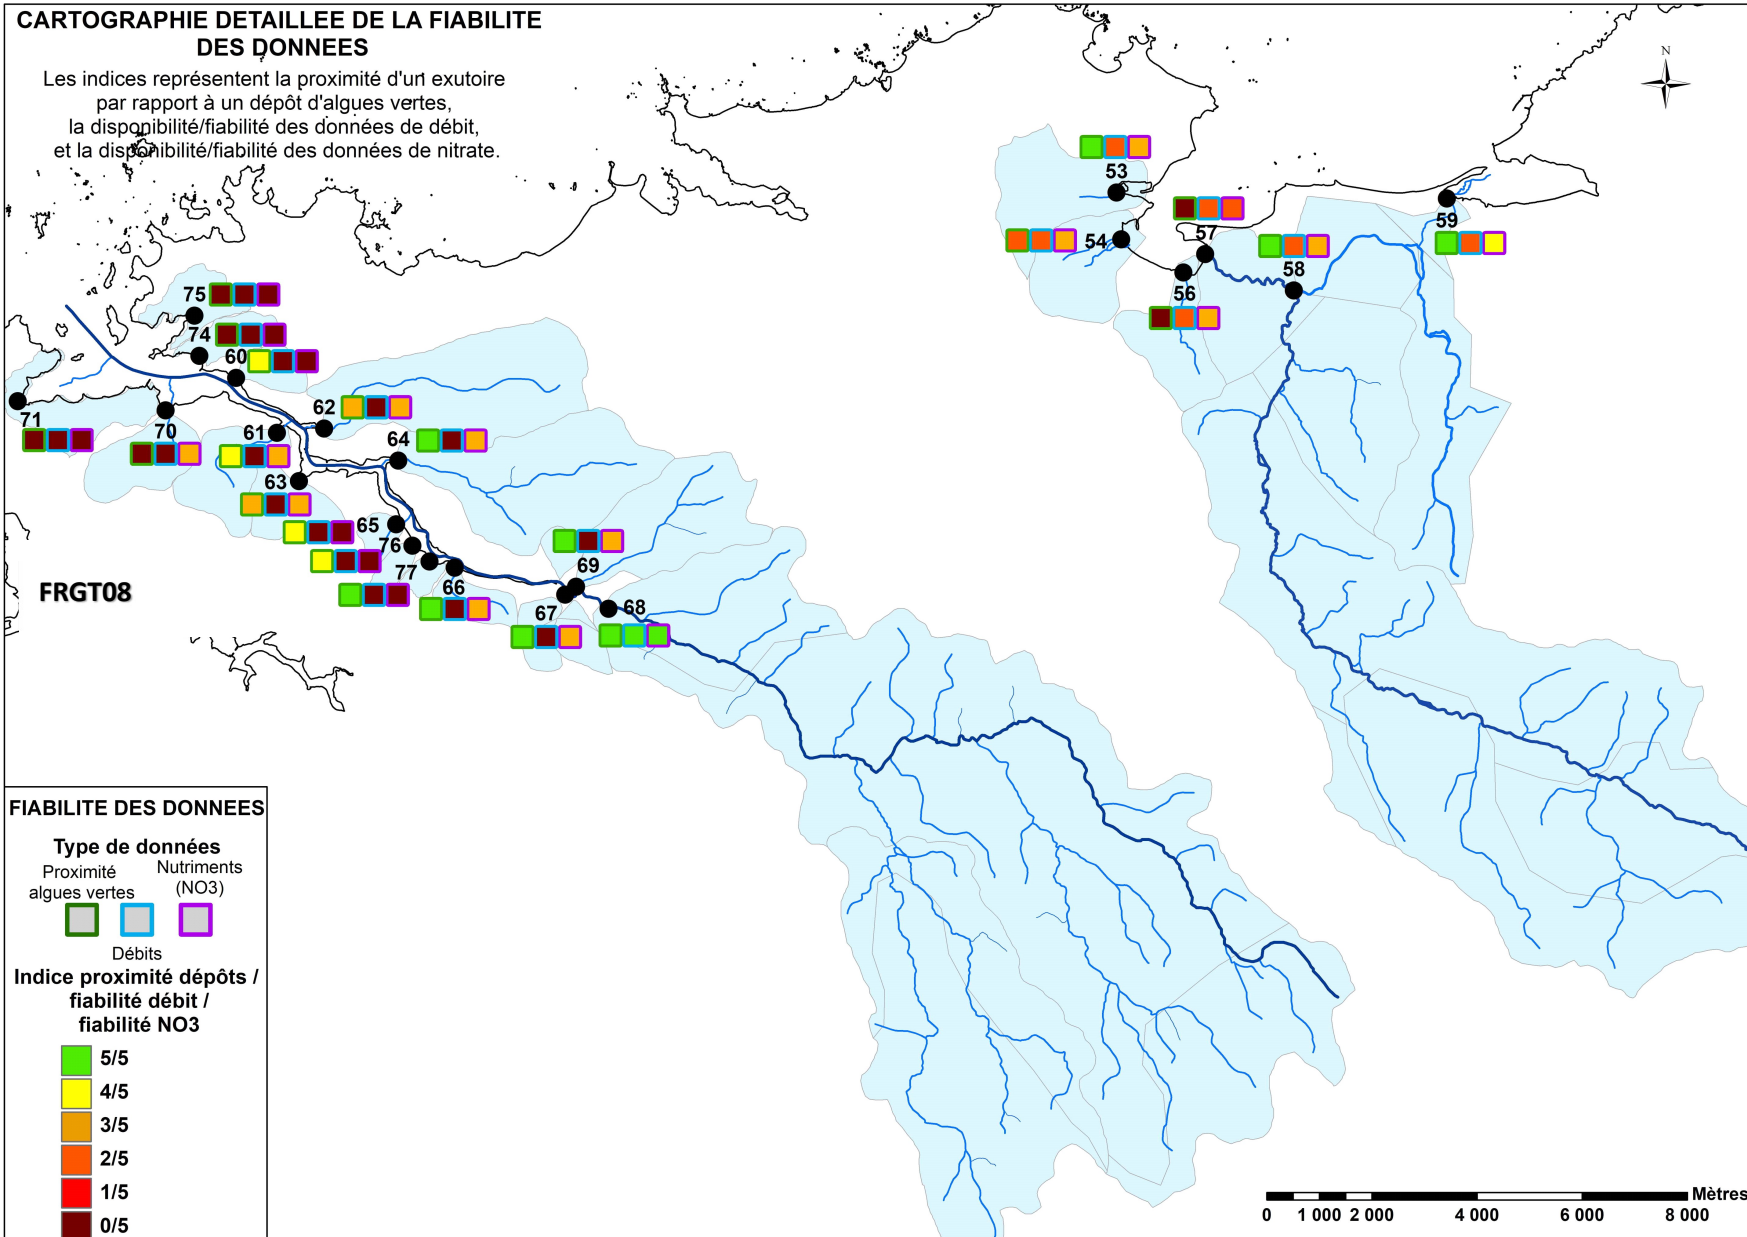 CARTOGRAPHIE DETAILLEE DE LA FIABILITE
DES DONNEES
Les indices représentent la proximité d'un exutoire
par rapport à un dépôt d'algues vertes,
la disponibilité/fiabilité des données de débit,
et la disponibilité/fiabilité des données de nitrate.
N
53
54
57
59
58
56
75
74
60
71
70
62
61
64
63
65
76
77
66
69
67
68
FRGT08
FIABILITE DES DONNEES
Type de données
Proximité
algues vertes
Nutriments
(NO3)
Débits
Indice proximité dépôts /
fiabilité débit /
fiabilité NO3
5/5
4/5
3/5
2/5
1/5
0/5
Mètres
0 1 000 2 000 4 000 6 000 8 000